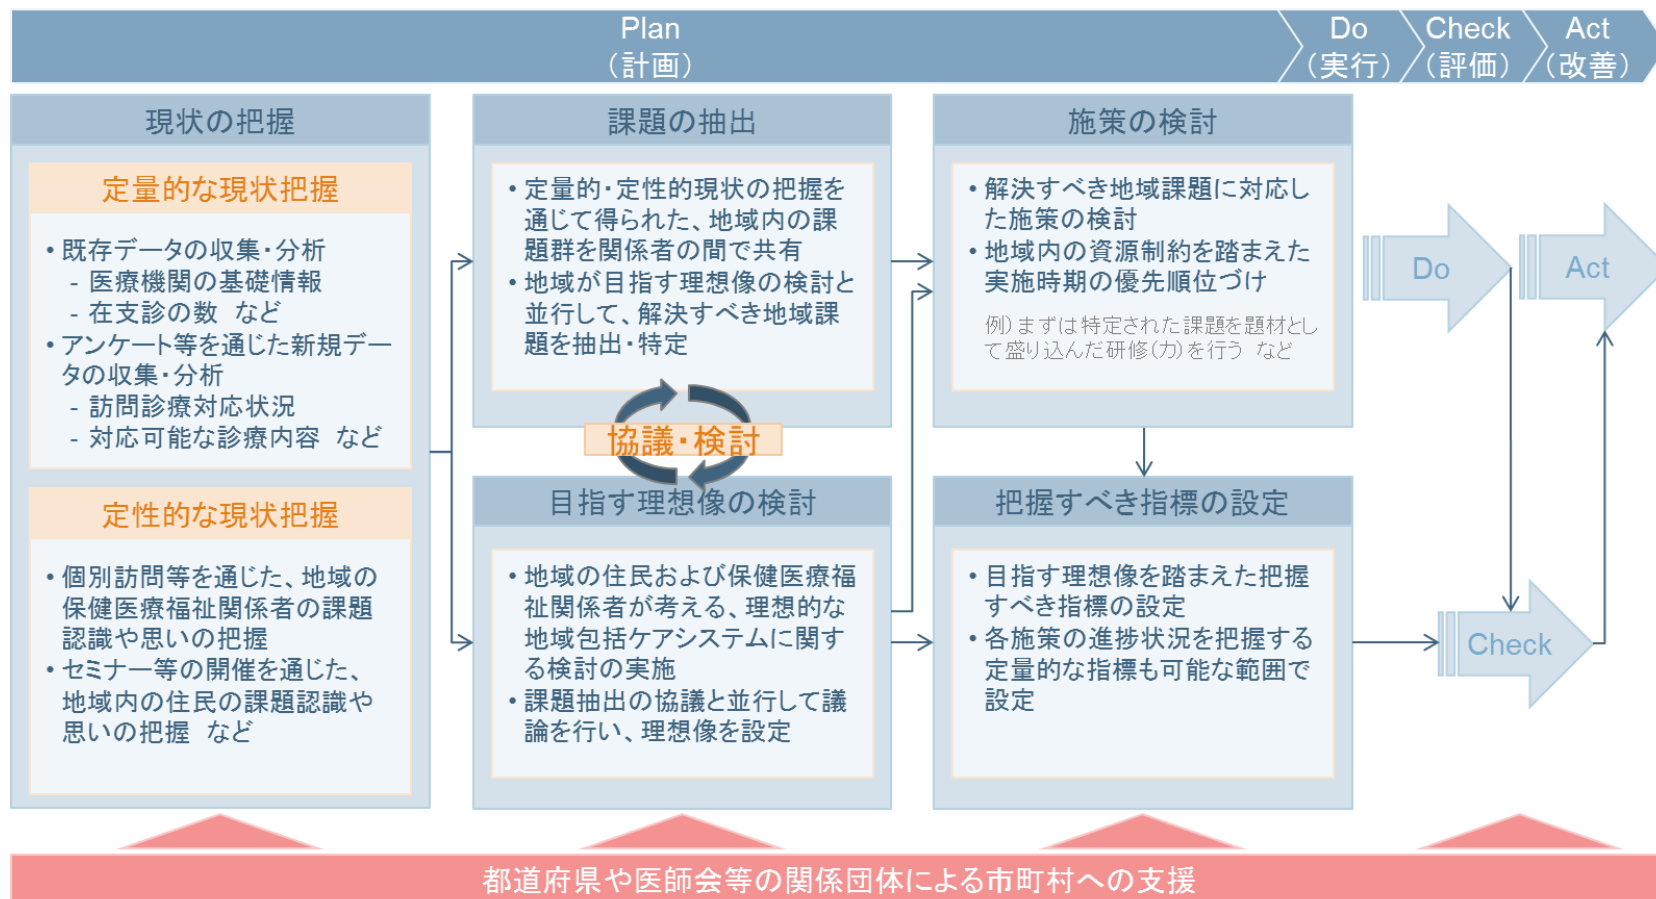 Plan
（計画）
Do
（実行）
Check
（評価）
Act
（改善）
現状の把握
定量的な現状把握
• 既存データの収集・分析
- 医療機関の基礎情報
- 在支診の数 など
• アンケート等を通じた新規デー
タの収集・分析
- 訪問診療対応状況
- 対応可能な診療内容 など
定性的な現状把握
• 個別訪問等を通じた、地域の
保健医療福祉関係者の課題
認識や思いの把握
• セミナー等の開催を通じた、
地域内の住民の課題認識や
思いの把握 など
課題の抽出
• 定量的・定性的現状の把握を
通じて得られた、地域内の課
題群を関係者の間で共有
• 地域が目指す理想像の検討と
並行して、解決すべき地域課
題を抽出・特定
協議・検討
目指す理想像の検討
• 地域の住民および保健医療福
祉関係者が考える、理想的な
地域包括ケアシステムに関す
る検討の実施
• 課題抽出の協議と並行して議
論を行い、理想像を設定
施策の検討
• 解決すべき地域課題に対応し
た施策の検討
• 地域内の資源制約を踏まえた
実施時期の優先順位づけ
例）まずは特定された課題を題材とし
て盛り込んだ研修(力)を行う など
把握すべき指標の設定
• 目指す理想像を踏まえた把握
すべき指標の設定
• 各施策の進捗状況を把握する
定量的な指標も可能な範囲で
設定
Do
Act
Check
都道府県や医師会等の関係団体による市町村への支援